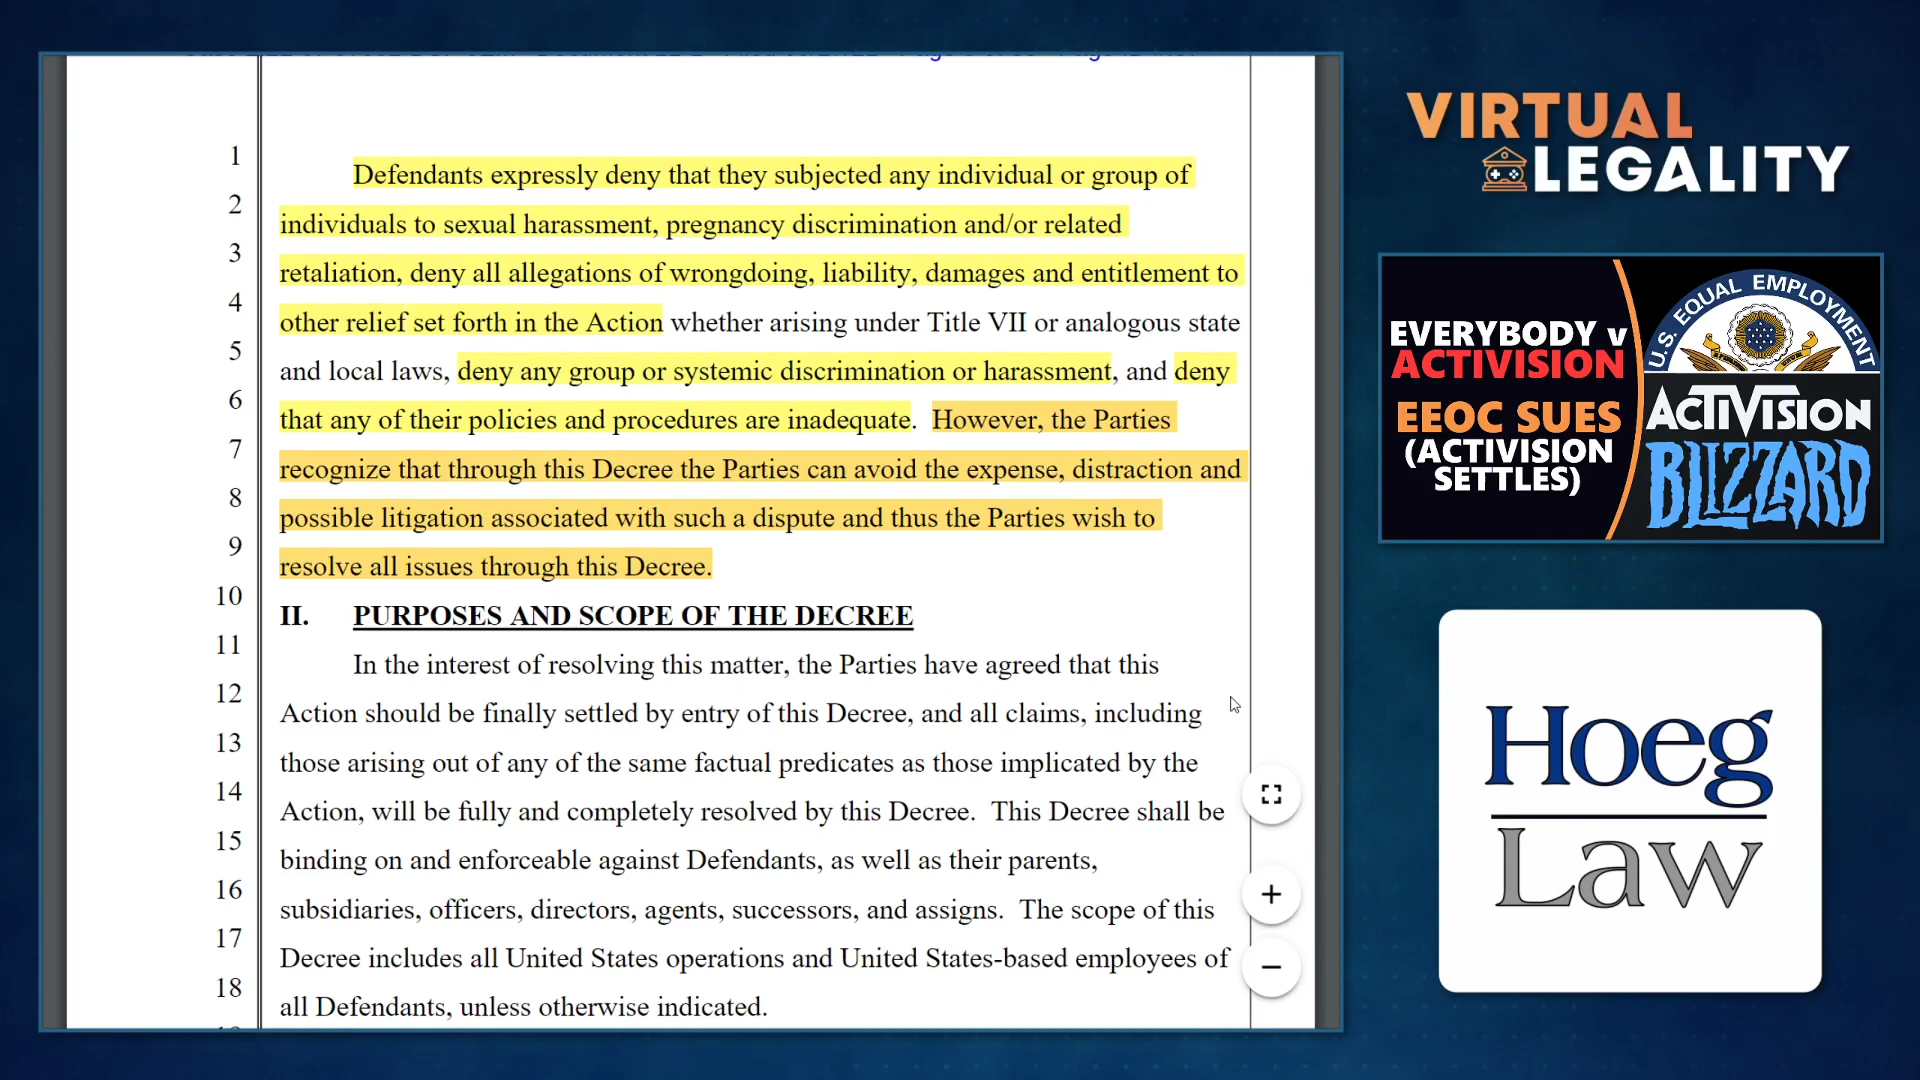 1
Defendants expressly deny that they subjected any individual or group of
2
individuals to sexual harassment, pregnancy discrimination and/or related
3
retaliation, deny all allegations of wrongdoing, liability, damages and entitlement to
4
other relief set forth in the Action whether arising under Title VII or analogous state
5
and local laws, deny any group or systemic discrimination or harassment, and deny
6
that any of their policies and procedures are inadequate. However, the Parties
7
recognize that through this Decree the Parties can avoid the expense, distraction and
8
possible litigation associated with such a dispute and thus the Parties wish to
9
resolve all issues through this Decree.
10
II. PURPOSES AND SCOPE OF THE DECREE
11
In the interest of resolving this matter, the Parties have agreed that this
12
Action should be finally settled by entry of this Decree, and all claims, including
13
those arising out of any of the same factual predicates as those implicated by the
14
Action, will be fully and completely resolved by this Decree. This Decree shall be
15
binding on and enforceable against Defendants, as well as their parents,
16
subsidiaries, officers, directors, agents, successors, and assigns. The scope of this
17
Decree includes all United States operations and United States-based employees of
18
all Defendants, unless otherwise indicated.
VIRTUAL
LEGALITY
EVERYBODY v
ACTIVISION
EEOC SUES
(ACTIVISION
SETTLES)
U.S. EQUAL EMPLOYMENT
ACTIVISION
BLIZZARD
Hoeg
Law